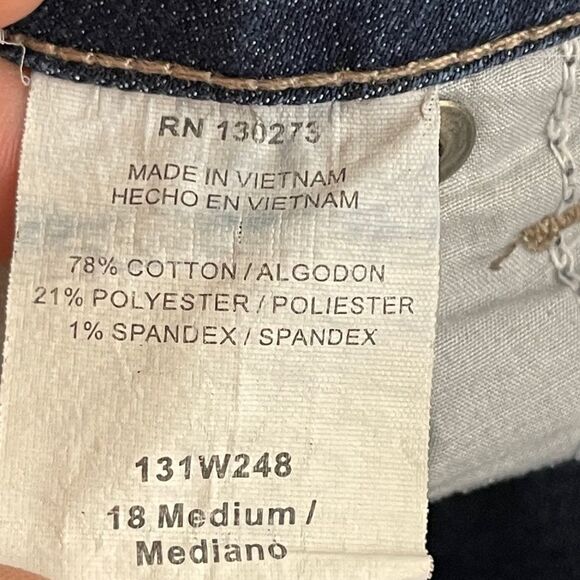 RN 130273
MADE IN VIETNAM
HECHO EN VIETNAM
78% COTTON / ALGODON
21% POLYESTER / POLIESTER
1% SPANDEX / SPANDEX
131W248
18 Medium /
Mediano